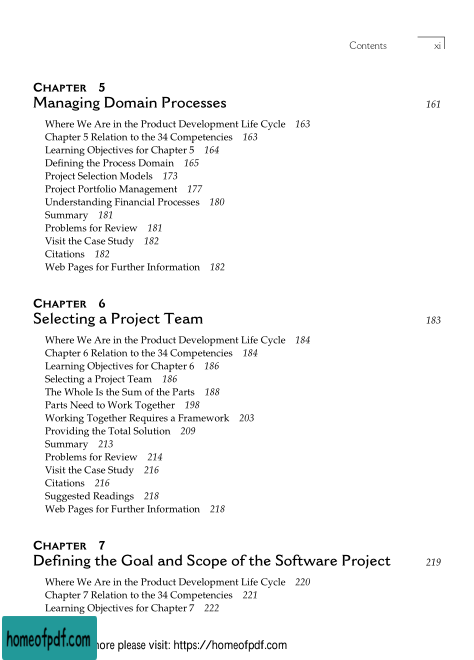 Contents xi
CHAPTER 5
Managing Domain Processes 161
Where We Are in the Product Development Life Cycle 163
Chapter 5 Relation to the 34 Competencies 163
Learning Objectives for Chapter 5 164
Defining the Process Domain 165
Project Selection Models 173
Project Portfolio Management 177
Understanding Financial Processes 180
Summary 181
Problems for Review 181
Visit the Case Study 182
Citations 182
Web Pages for Further Information 182
CHAPTER 6
Selecting a Project Team 183
Where We Are in the Product Development Life Cycle 184
Chapter 6 Relation to the 34 Competencies 184
Learning Objectives for Chapter 6 186
Selecting a Project Team 186
The Whole Is the Sum of the Parts 188
Parts Need to Work Together 198
Working Together Requires a Framework 203
Providing the Total Solution 209
Summary 213
Problems for Review 214
Visit the Case Study 216
Citations 216
Suggested Readings 218
Web Pages for Further Information 218
CHAPTER 7
Defining the Goal and Scope of the Software Project 219
Where We Are in the Product Development Life Cycle 220
Chapter 7 Relation to the 34 Competencies 221
Learning Objectives for Chapter 7 222
homeofpdf.com
please visit: https://homeofpdf.com